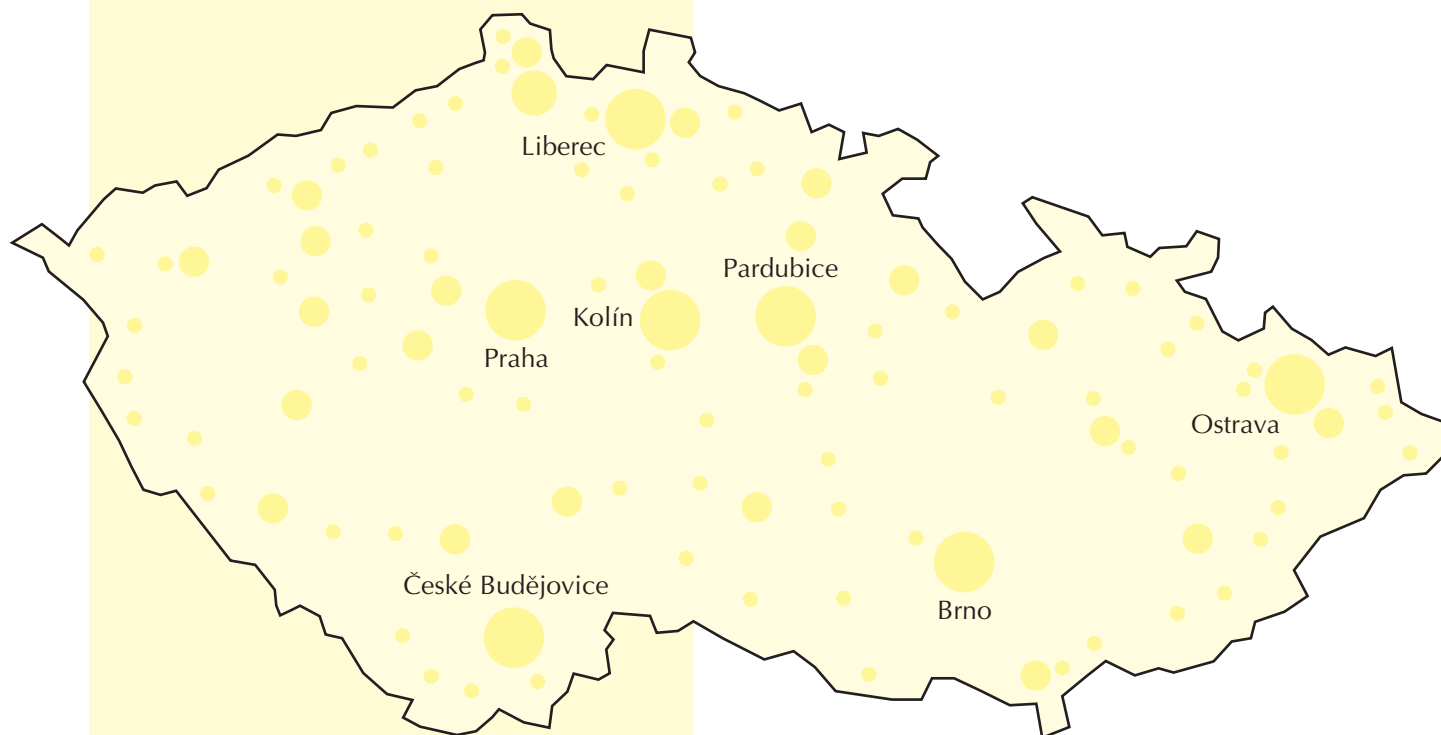 Liberec
Pardubice
Kolín
Praha
Ostrava
České Budějovice
Brno